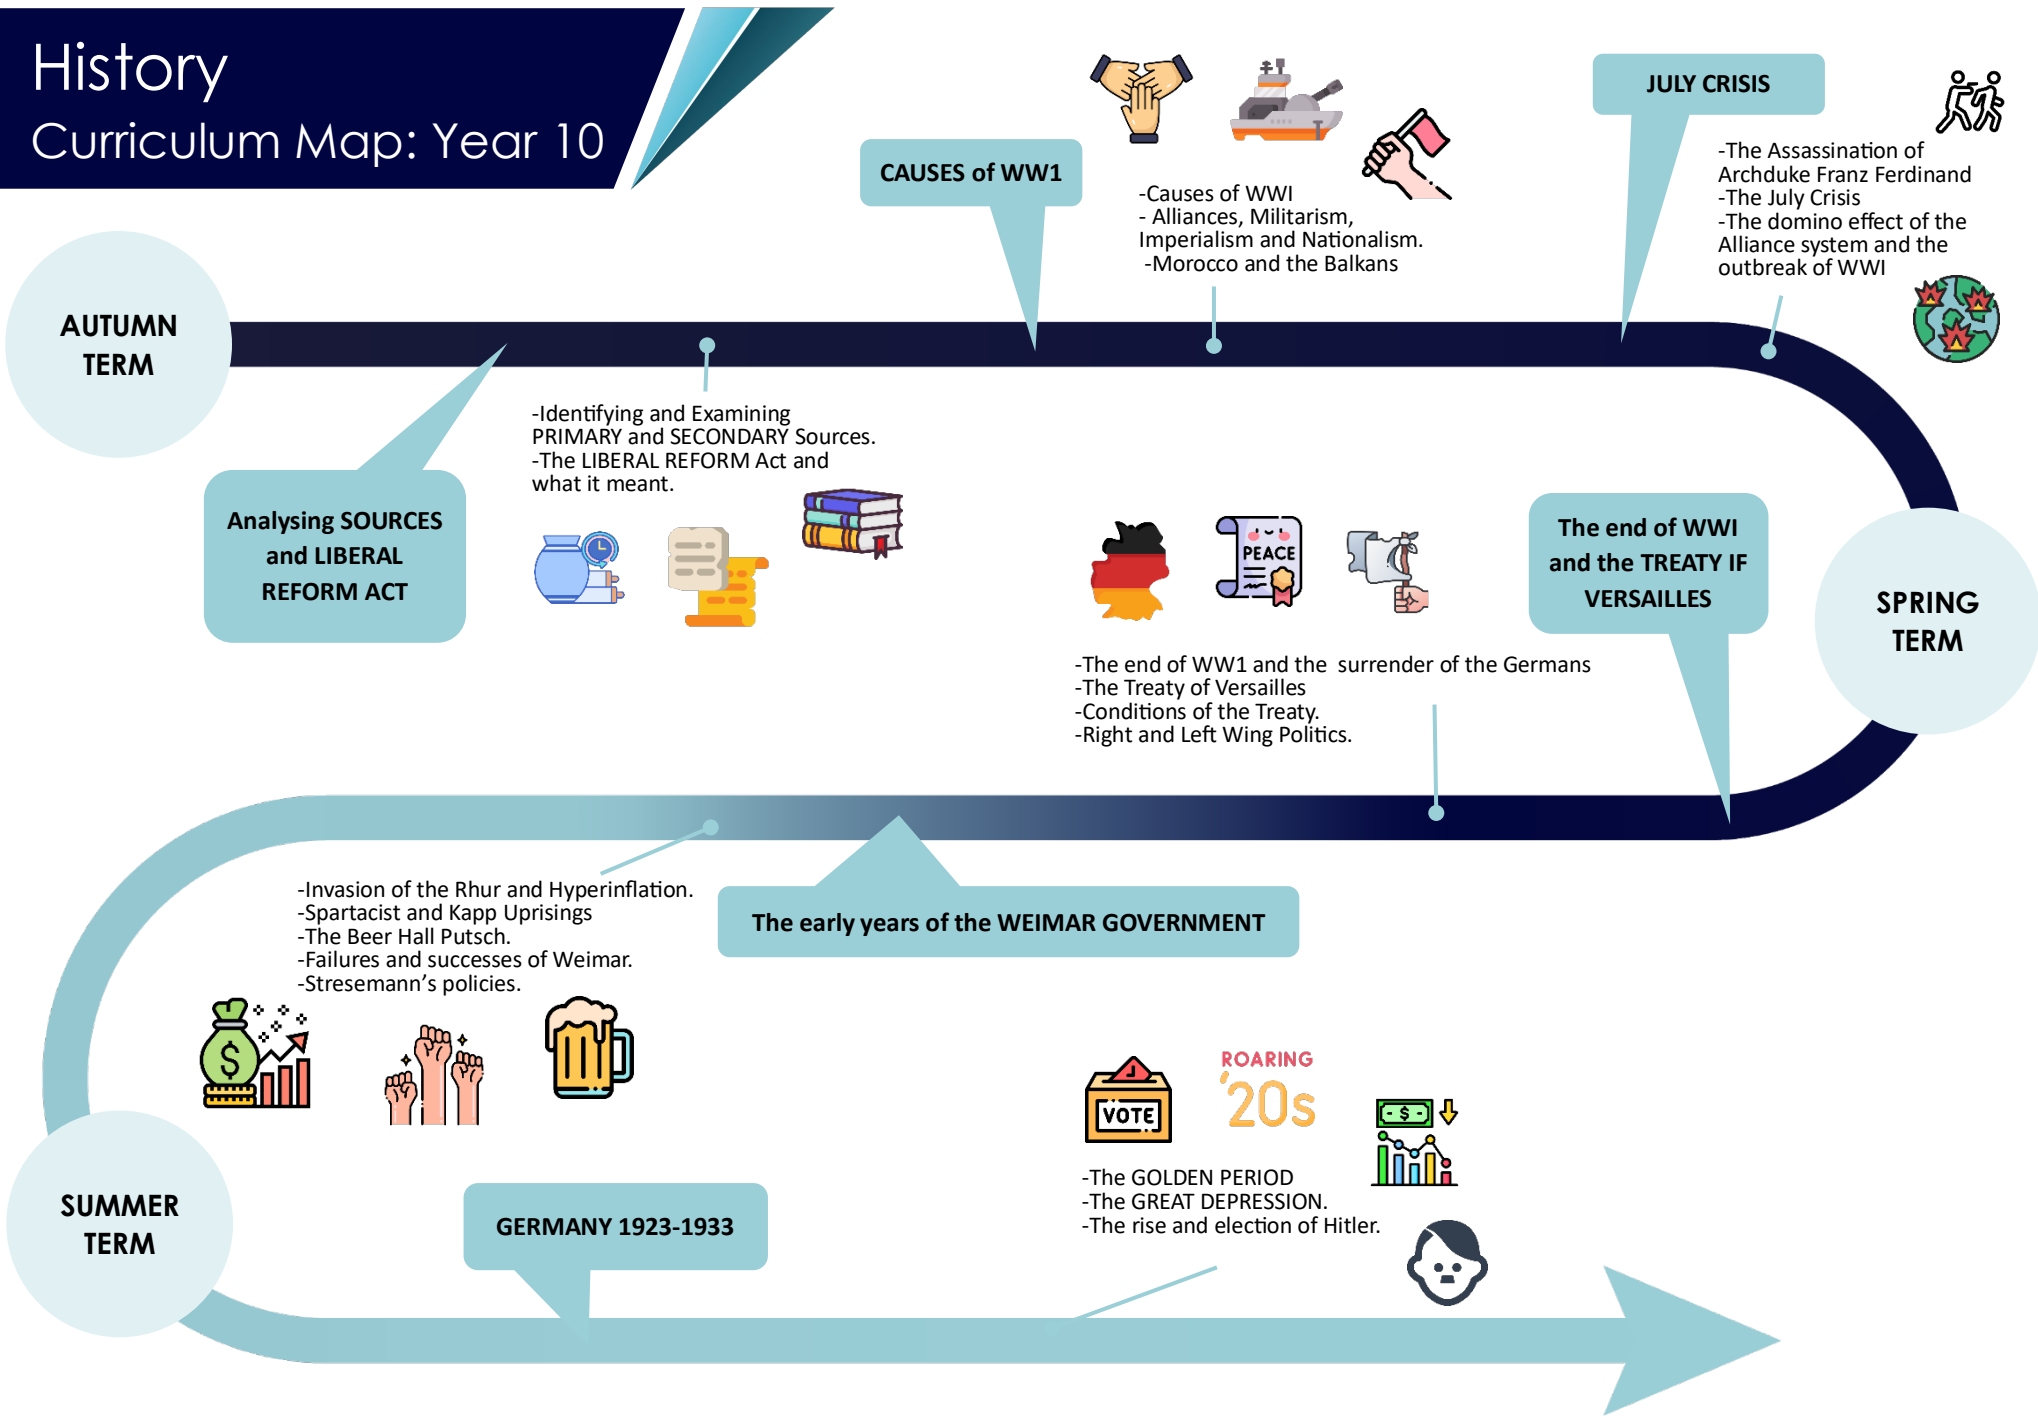 History
Curriculum Map: Year 10
AUTUMN
TERM
Analysing SOURCES
and LIBERAL
REFORM ACT
-Identifying and Examining
PRIMARY and SECONDARY Sources.
-The LIBERAL REFORM Act and
what it meant.
CAUSES of WW1
-Causes of WWI
- Alliances, Militarism,
Imperialism and Nationalism.
-Morocco and the Balkans
JULY CRISIS
-The Assassination of
Archduke Franz Ferdinand
-The July Crisis
-The domino effect of the
Alliance system and the
outbreak of WWI
SPRING
TERM
The end of WWI
and the TREATY IF
VERSAILLES
PEACE
-The end of WW1 and the  surrender of the Germans
-The Treaty of Versailles
-Conditions of the Treaty.
-Right and Left Wing Politics.
The early years of the WEIMAR GOVERNMENT
-Invasion of the Rhur and Hyperinflation.
-Spartacist and Kapp Uprisings
-The Beer Hall Putsch.
-Failures and successes of Weimar.
-Stresemann’s policies.
$
SUMMER
TERM
GERMANY 1923-1933
VOTE
ROARING
‘20s
- $ -
-The GOLDEN PERIOD
-The GREAT DEPRESSION.
-The rise and election of Hitler.